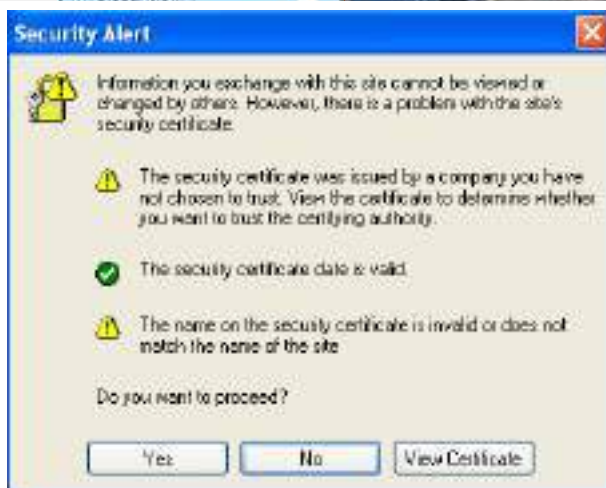 Security Alert
Information you exchange with this site cannot be viewed or
changed by others. However, there is a problem with the site's
security certificate.
The security certificate was issued by a company you have
not chosen to trust. View the certificate to determine whether
you want to trust the certifying authority.
The security certificate date is valid.
The name on the security certificate is invalid or does not
match the name of the site
Do you want to proceed?
Yes
No
View Certificate